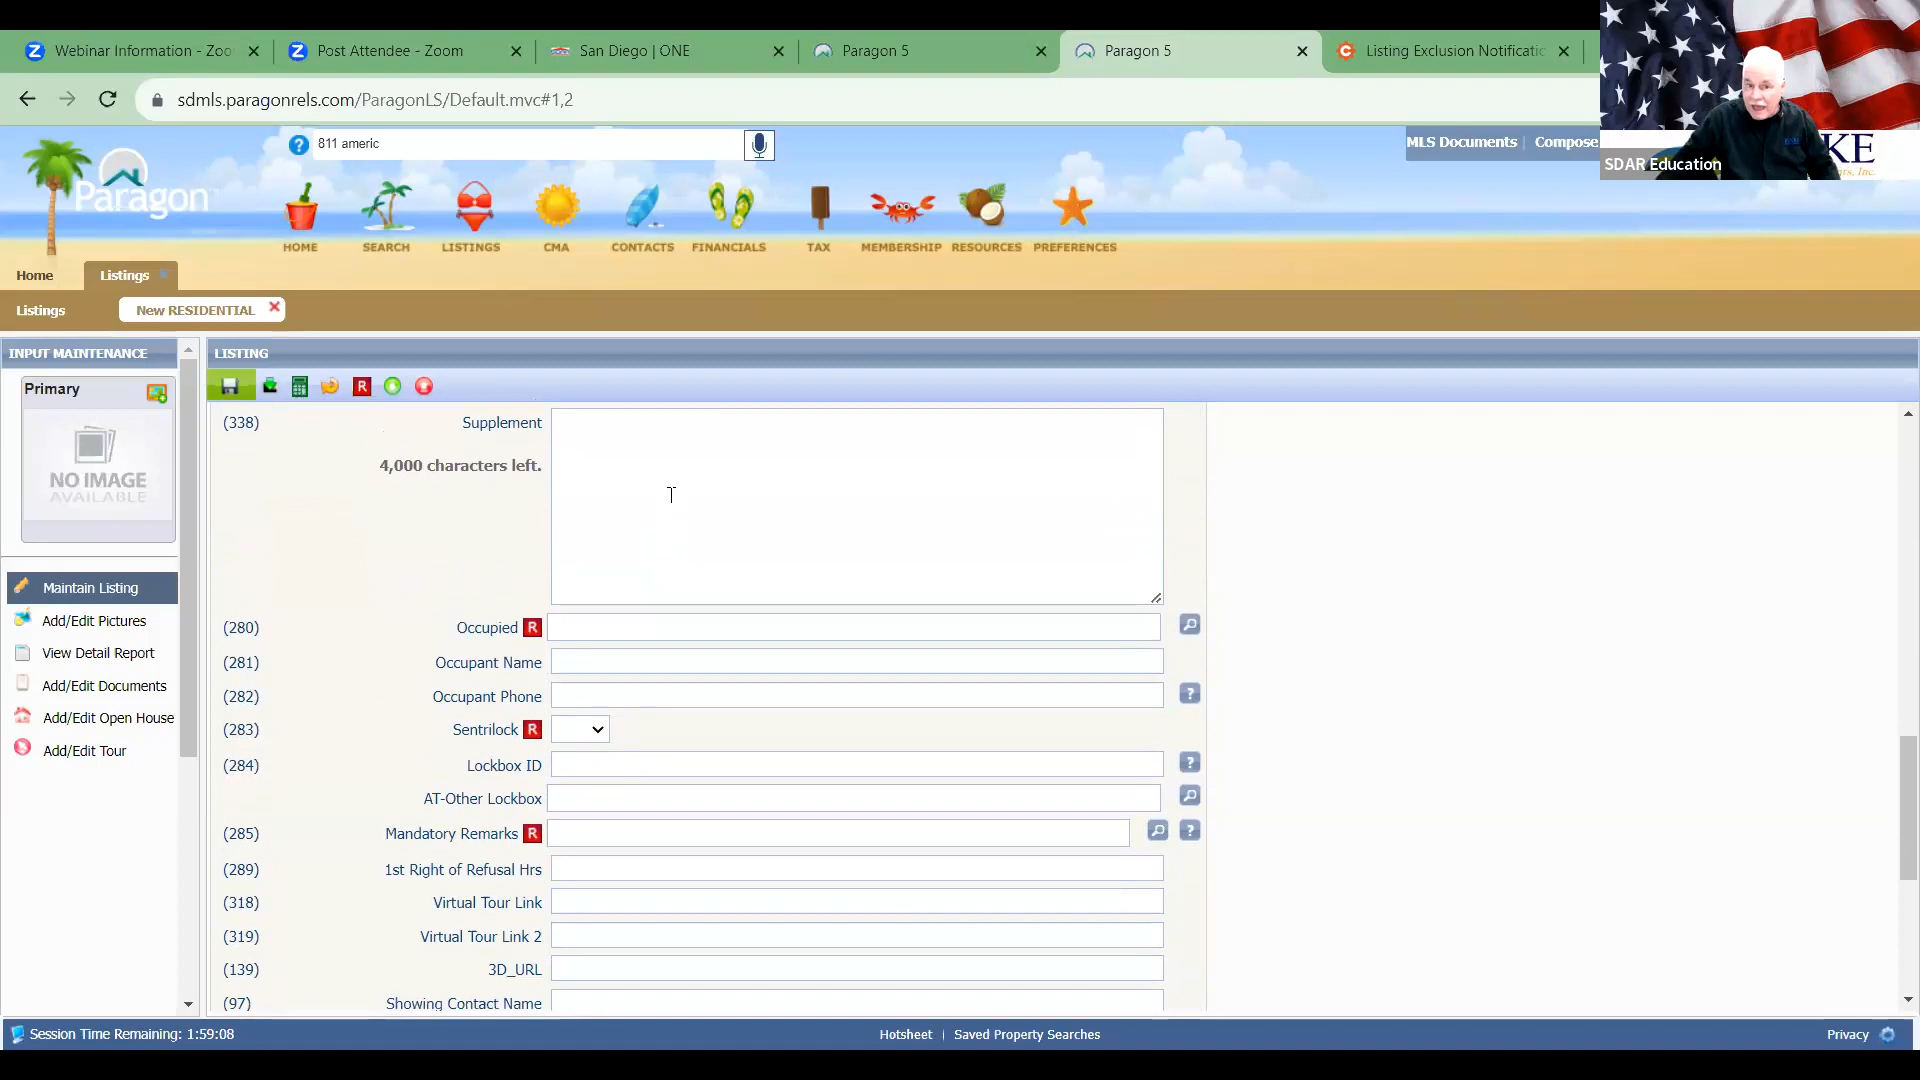 Webinar Information - Zoo
Post Attendee - Zoom
San Diego | ONE
Paragon 5
Paragon 5
Listing Exclusion Notificatio
sdmls.paragonrels.com/ParagonLS/Default.mvc#1,2
811 americ
MLS Documents | Compose
KE
nts, Inc.
SDAR Education
Paragon
HOME
SEARCH
LISTINGS
CMA
CONTACTS
FINANCIALS
TAX
MEMBERSHIP
RESOURCES
PREFERENCES
Home
Listings
Listings
New RESIDENTIAL
INPUT MAINTENANCE
LISTING
Primary
R
NO IMAGE
AVAILABLE
Maintain Listing
Add/Edit Pictures
View Detail Report
Add/Edit Documents
Add/Edit Open House
Add/Edit Tour
(338) Supplement
4,000 characters left.
(280) Occupied R
(281) Occupant Name
(282) Occupant Phone ?
(283) Sentrilock R
(284) Lockbox ID ?
AT-Other Lockbox
(285) Mandatory Remarks R ?
(289) 1st Right of Refusal Hrs
(318) Virtual Tour Link
(319) Virtual Tour Link 2
(139) 3D_URL
(97) Showing Contact Name
Session Time Remaining: 1:59:08
Hotsheet | Saved Property Searches
Privacy